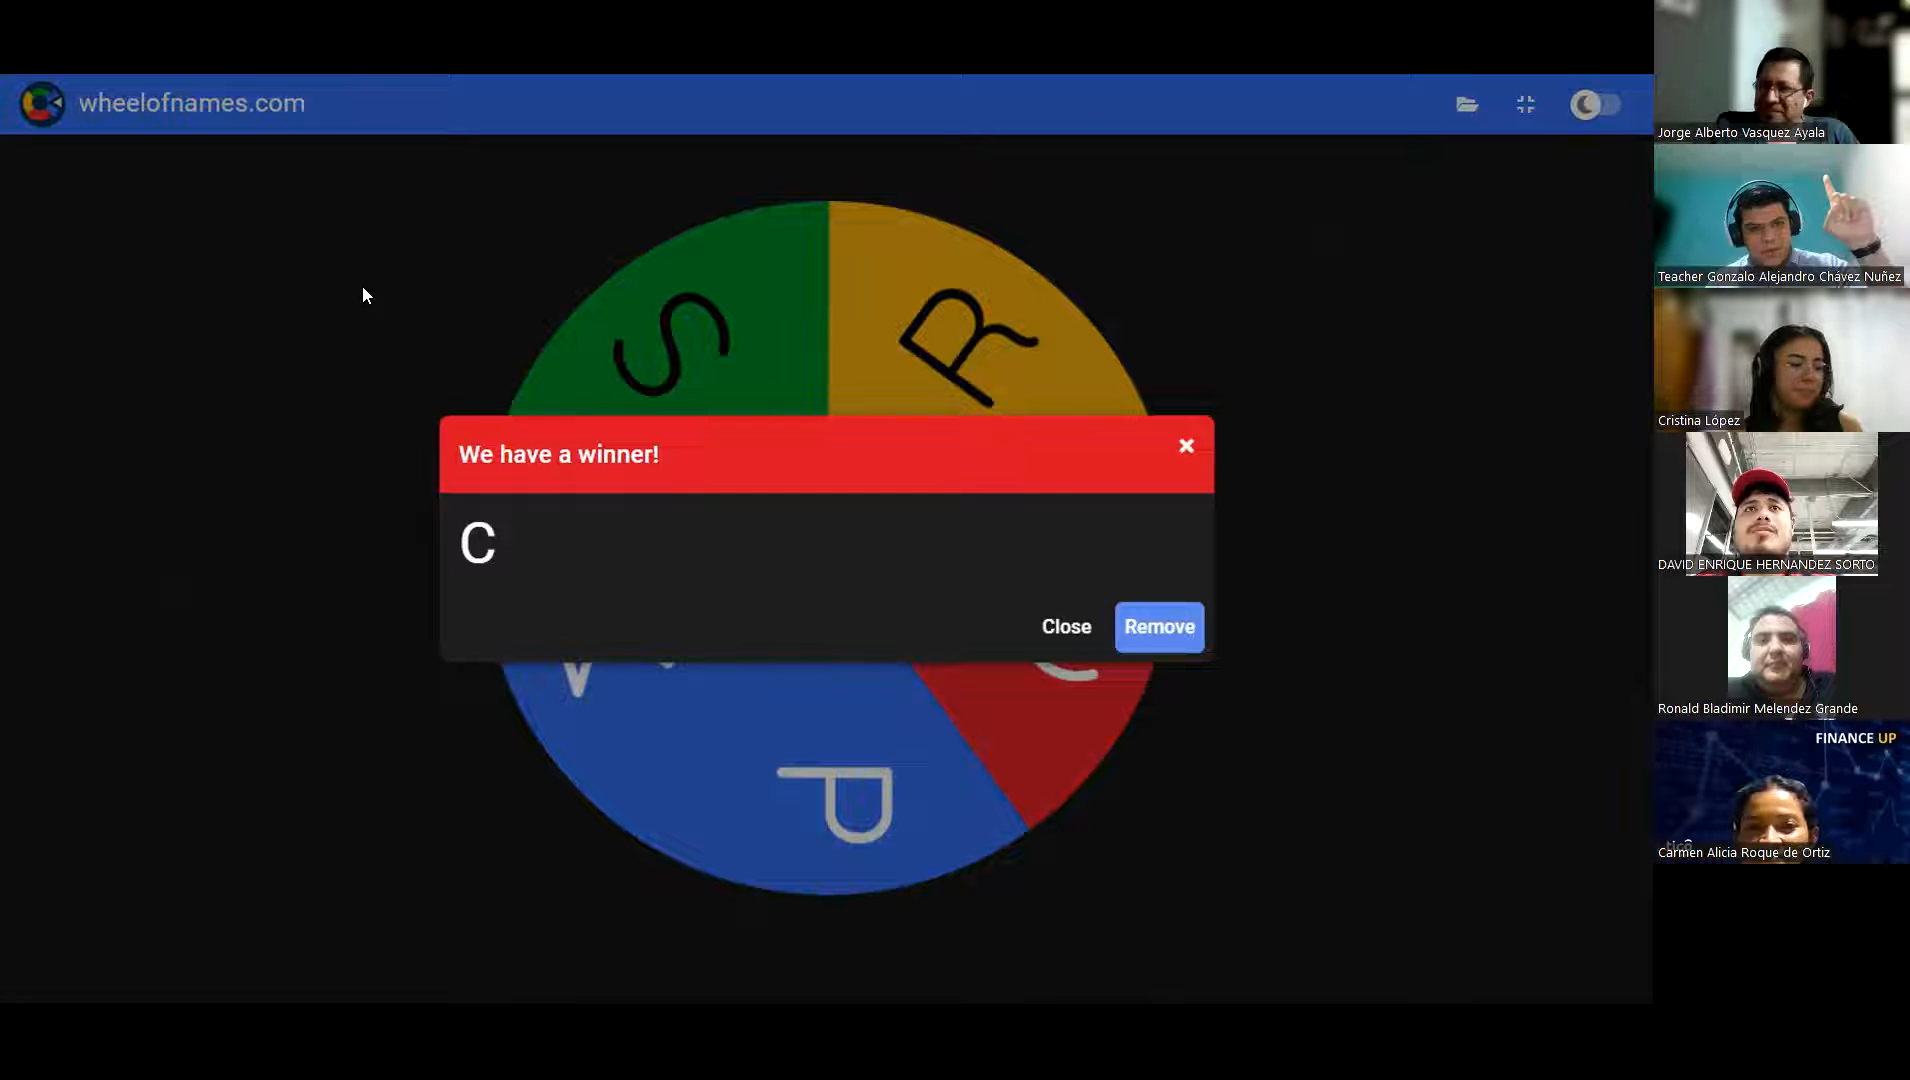 wheelofnames.com
S
R
We have a winner!
C
Close
Remove
P
Jorge Alberto Vasquez Ayala
Teacher Gonzalo Alejandro Chávez Nuñez
Cristina López
DAVID ENRIQUE HERNANDEZ SORTO
Ronald Bladimir Melendez Grande
FINANCE UP
Carmen Alicia Roque de Ortiz